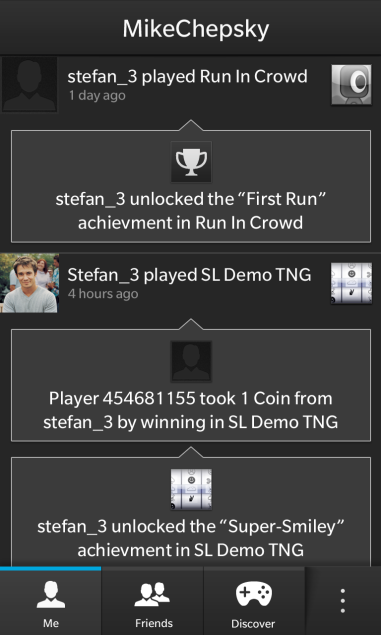 MikeChepsky
stefan_3 played Run In Crowd
1 day ago
stefan_3 unlocked the “First Run”
achievment in Run In Crowd
Stefan_3 played SL Demo TNG
4 hours ago
Player 454681155 took 1 Coin from
stefan_3 by winning in SL Demo TNG
stefan_3 unlocked the “Super-Smiley”
achievment in SL Demo TNG
Me
Friends
Discover